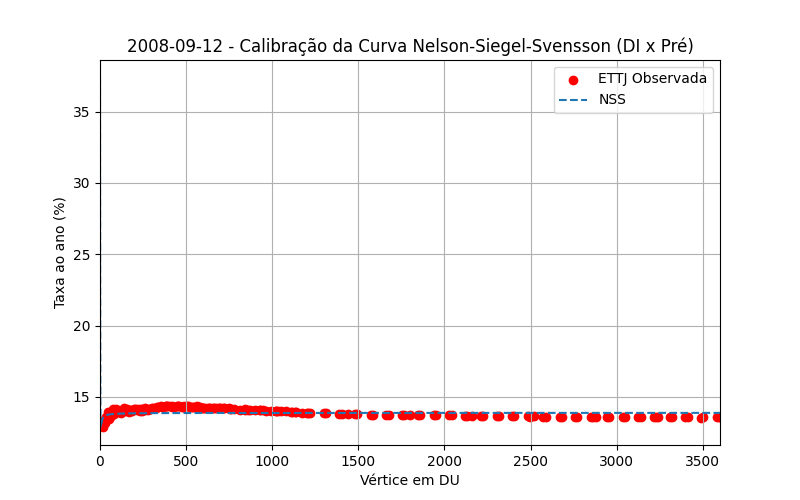 2008-09-12 - Calibração da Curva Nelson-Siegel-Svensson (DI x Pré)
ETTJ Observada
NSS
Taxa ao ano (%)
35
30
25
20
15
0 500 1000 1500 2000 2500 3000 3500
Vértice em DU